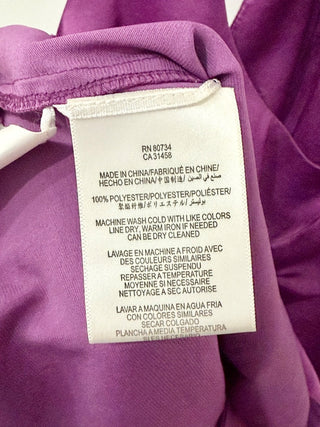 RN 80734
CA 31458
MADE IN CHINA/FABRIQUÉ EN CHINE/
HECHO EN CHINA/中国制造/ صنع في الصين
100% POLYESTER/POLYESTER/POLIÉSTER/
聚酯纤维/ポリエステル/بوليستر
MACHINE WASH COLD WITH LIKE COLORS
LINE DRY, WARM IRON IF NEEDED
CAN BE DRY CLEANED
LAVAGE EN MACHINE A FROID AVEC
DES COULEURS SIMILAIRES
SECHAGE SUSPENDU
REPASSER A TEMPERATURE
MOYENNE SI NECESSAIRE
NETTOYAGE A SEC AUTORISE
LAVAR A MAQUINA EN AGUA FRIA
CON COLORES SIMILARES
SECAR COLGADO
PLANCHA A MEDIA TEMPERATURA